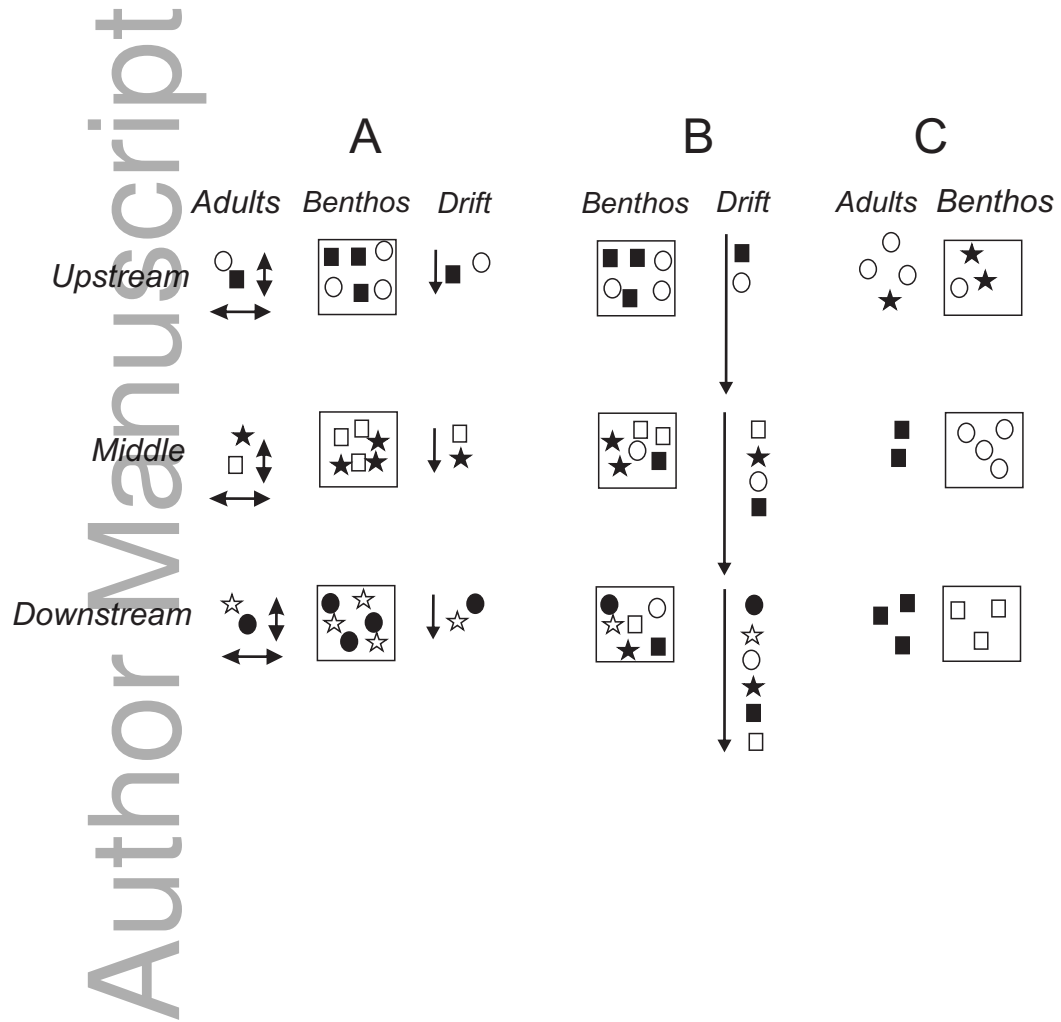 Author Manuscript
A B C
Adults Benthos Drift Benthos Drift Adults Benthos
Upstream
Middle
Downstream